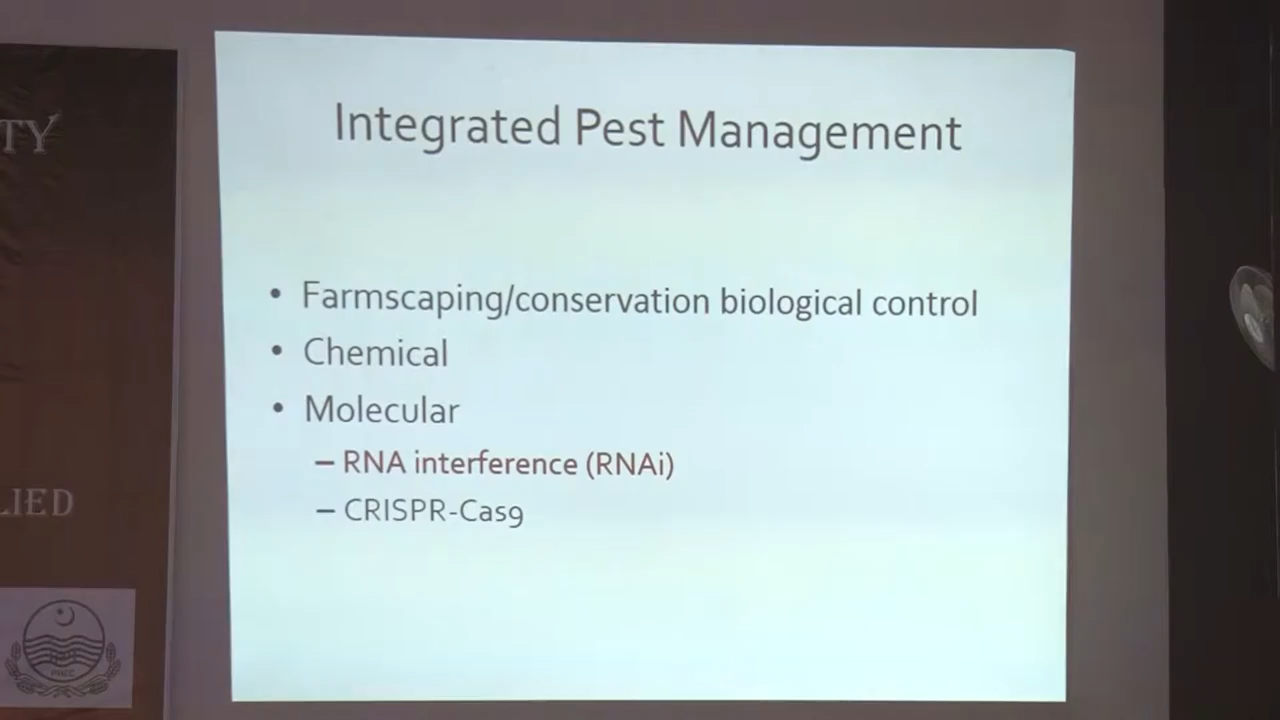 Integrated Pest Management
• Farmscaping/conservation biological control
• Chemical
• Molecular
– RNA interference (RNAi)
– CRISPR-Cas9
TY
LIED